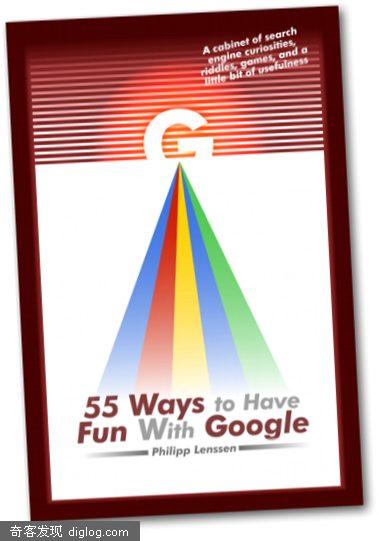 A cabinet of search
engine curiosities,
riddles, games, and a
little bit of usefulness
G
55 Ways to Have
Fun With Google
Philipp Lenssen
奇客发现 diglog.com